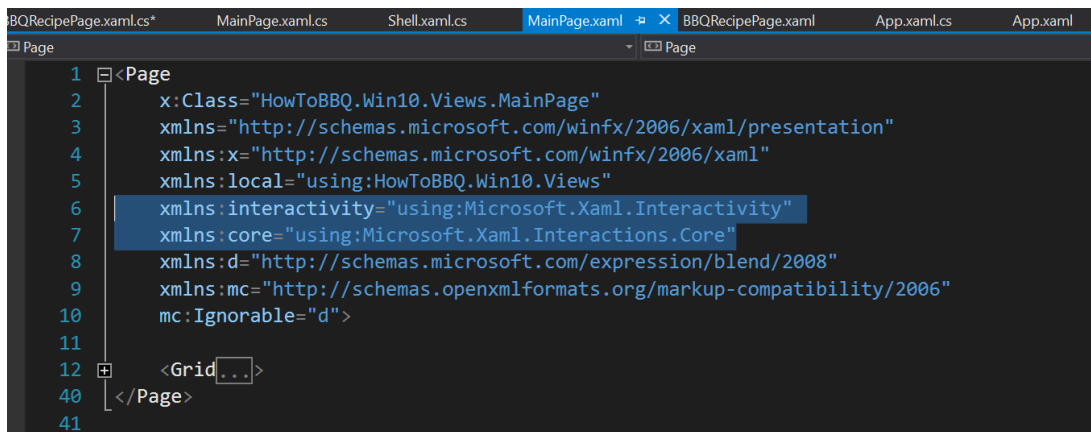 BBQRecipePage.xaml.cs* MainPage.xaml.cs Shell.xaml.cs MainPage.xaml BBQRecipePage.xaml App.xaml.cs App.xaml
Page Page
1 <Page
2 x:Class="HowToBBQ.Win10.Views.MainPage"
3 xmlns="http://schemas.microsoft.com/winfx/2006/xaml/presentation"
4 xmlns:x="http://schemas.microsoft.com/winfx/2006/xaml"
5 xmlns:local="using:HowToBBQ.Win10.Views"
6 xmlns:interactivity="using:Microsoft.Xaml.Interactivity"
7 xmlns:core="using:Microsoft.Xaml.Interactions.Core"
8 xmlns:d="http://schemas.microsoft.com/expression/blend/2008"
9 xmlns:mc="http://schemas.openxmlformats.org/markup-compatibility/2006"
10 mc:Ignorable="d">
11
12 <Grid...>
40 </Page>
41